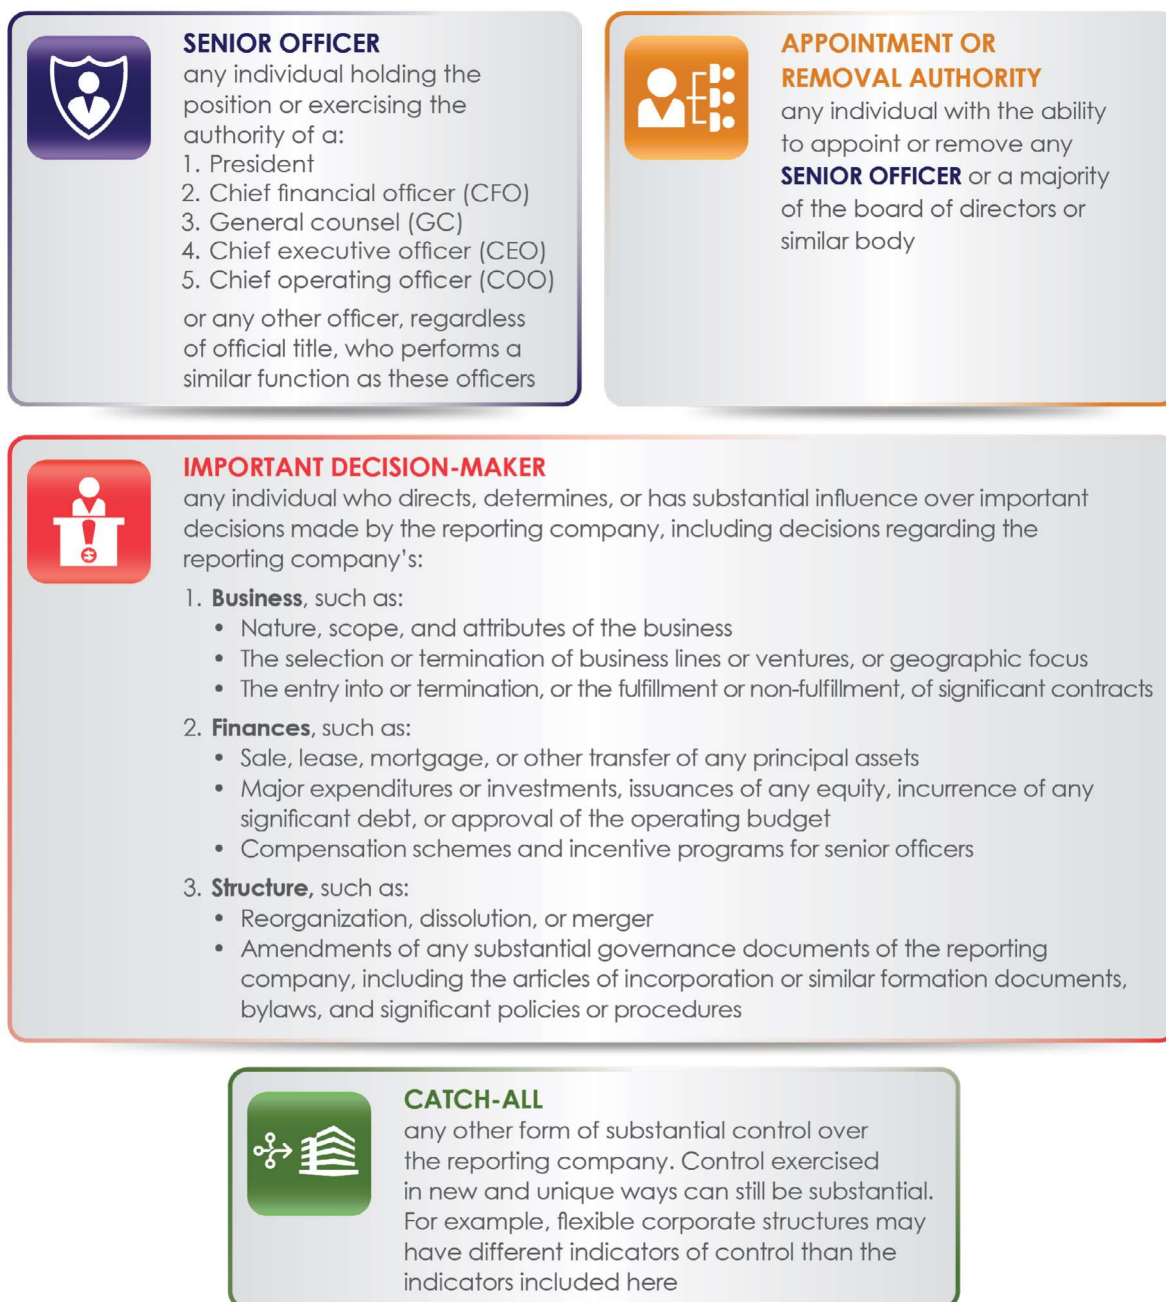 SENIOR OFFICER
any individual holding the
position or exercising the
authority of a:
1. President
2. Chief financial officer (CFO)
3. General counsel (GC)
4. Chief executive officer (CEO)
5. Chief operating officer (COO)
or any other officer, regardless
of official title, who performs a
similar function as these officers
APPOINTMENT OR
REMOVAL AUTHORITY
any individual with the ability
to appoint or remove any
SENIOR OFFICER or a majority
of the board of directors or
similar body
IMPORTANT DECISION-MAKER
any individual who directs, determines, or has substantial influence over important
decisions made by the reporting company, including decisions regarding the
reporting company's:
1. Business, such as:
• Nature, scope, and attributes of the business
• The selection or termination of business lines or ventures, or geographic focus
• The entry into or termination, or the fulfillment or non-fulfillment, of significant contracts
2. Finances, such as:
• Sale, lease, mortgage, or other transfer of any principal assets
• Major expenditures or investments, issuances of any equity, incurrence of any
significant debt, or approval of the operating budget
• Compensation schemes and incentive programs for senior officers
3. Structure, such as:
• Reorganization, dissolution, or merger
• Amendments of any substantial governance documents of the reporting
company, including the articles of incorporation or similar formation documents,
bylaws, and significant policies or procedures
CATCH-ALL
any other form of substantial control over
the reporting company. Control exercised
in new and unique ways can still be substantial.
For example, flexible corporate structures may
have different indicators of control than the
indicators included here